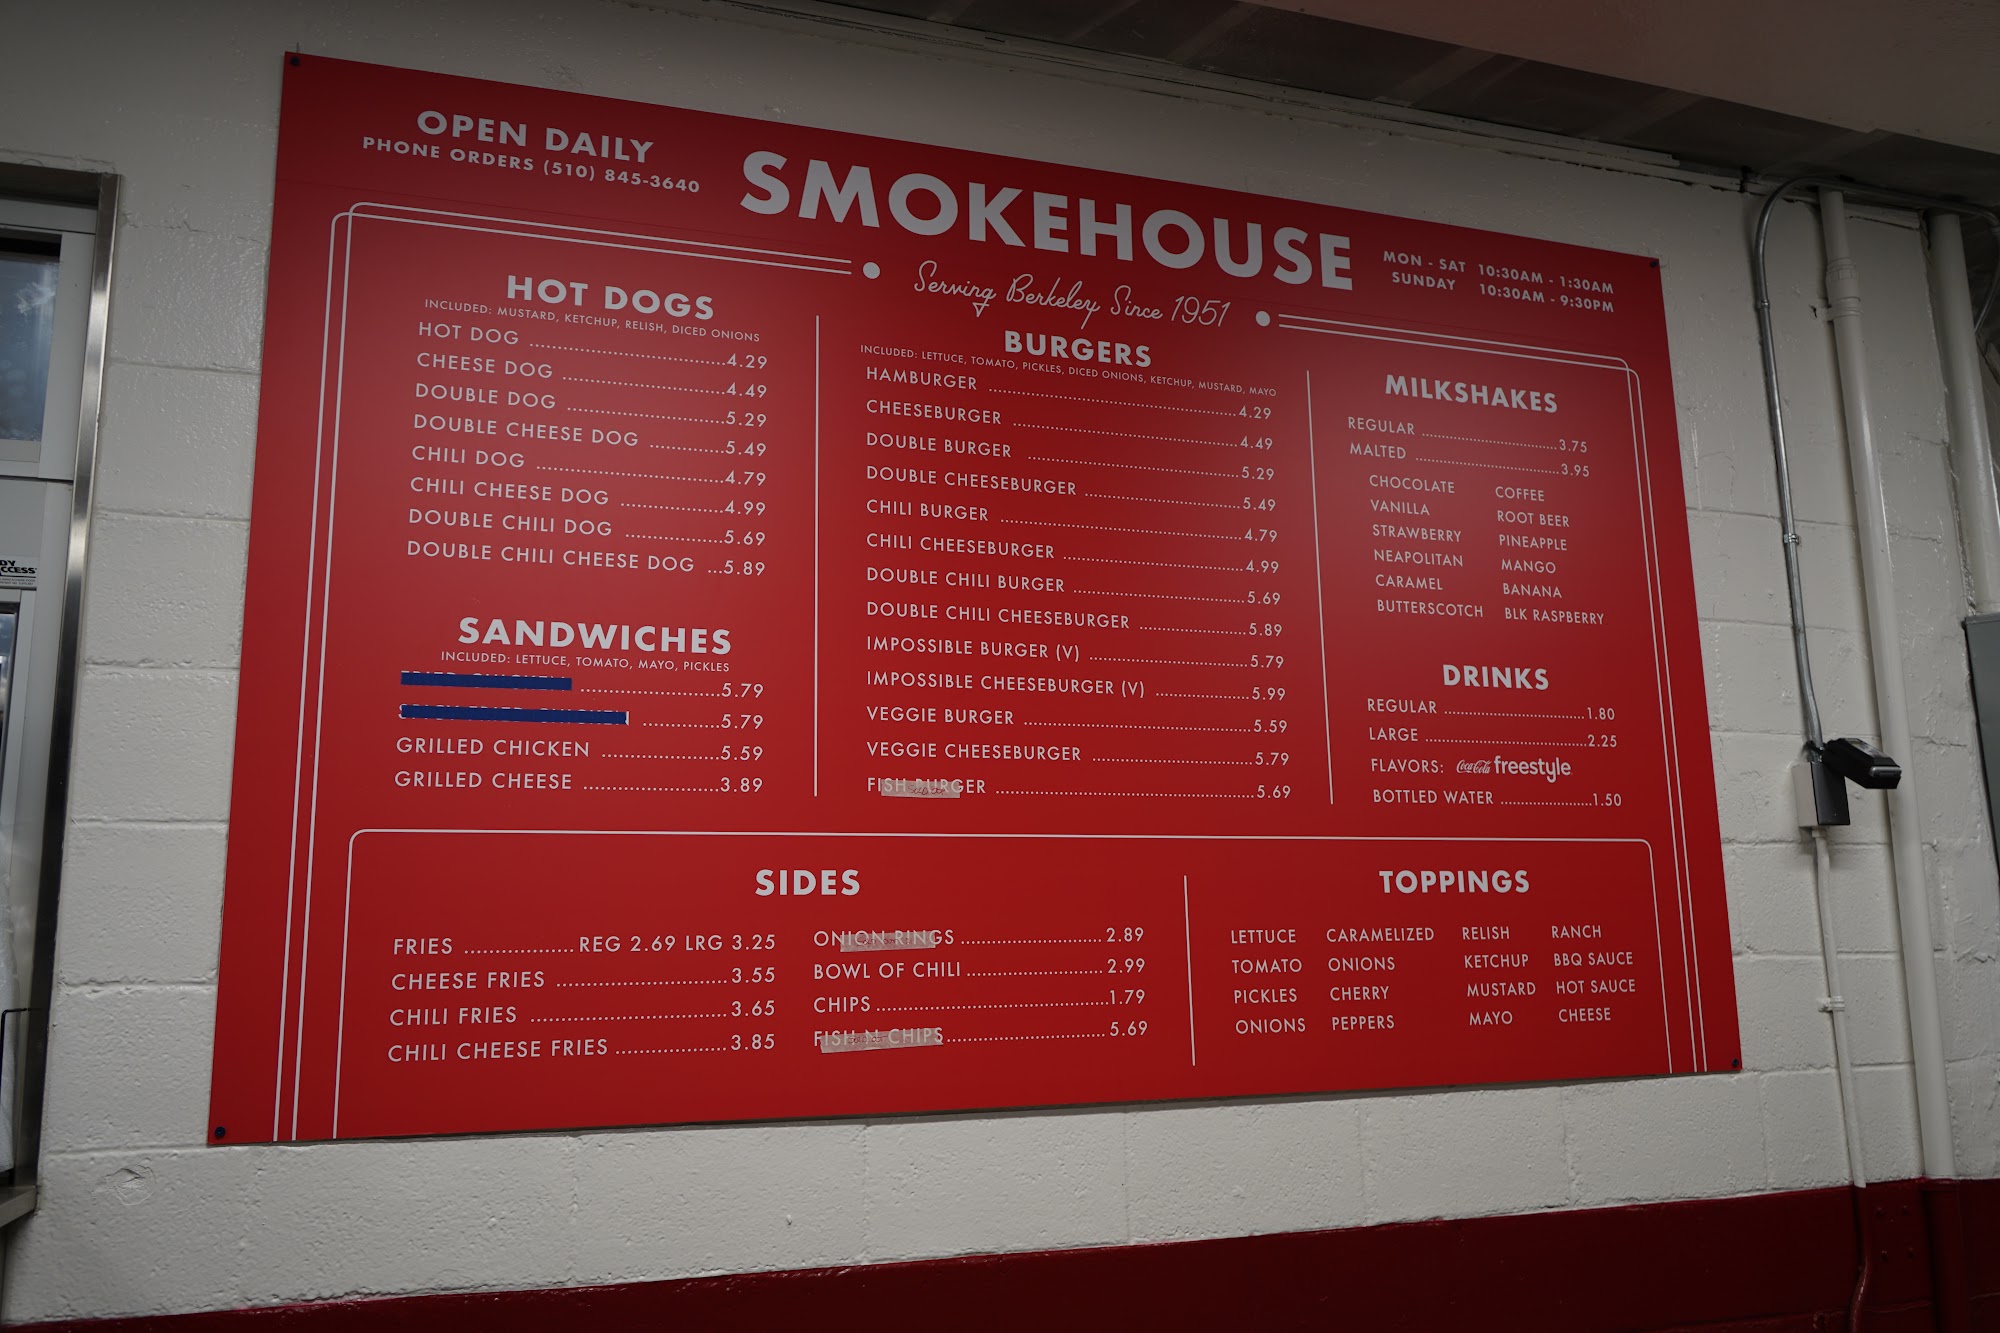 OPEN DAILY
PHONE ORDERS (510) 845-3640
SMOKEHOUSE
Serving Berkeley Since 1951
MON - SAT 10:30AM - 1:30AM
SUNDAY 10:30AM - 9:30PM
HOT DOGS
INCLUDED: MUSTARD, KETCHUP, RELISH, DICED ONIONS
HOT DOG ........................4.29
CHEESE DOG ....................4.49
DOUBLE DOG ....................5.29
DOUBLE CHEESE DOG .........5.49
CHILI DOG .......................4.79
CHILI CHEESE DOG .............4.99
DOUBLE CHILI DOG ............5.69
DOUBLE CHILI CHEESE DOG ...5.89
SANDWICHES
INCLUDED: LETTUCE, TOMATO, MAYO, PICKLES
.....................5.79
............5.79
GRILLED CHICKEN .................5.59
GRILLED CHEESE ....................3.89
BURGERS
INCLUDED: LETTUCE, TOMATO, PICKLES, DICED ONIONS, KETCHUP, MUSTARD, MAYO
HAMBURGER ....................................4.29
CHEESEBURGER .................................4.49
DOUBLE BURGER ...............................5.29
DOUBLE CHEESEBURGER ......................5.49
CHILI BURGER ...................................4.79
CHILI CHEESEBURGER ..........................4.99
DOUBLE CHILI BURGER .........................5.69
DOUBLE CHILI CHEESEBURGER ................5.89
IMPOSSIBLE BURGER (V) .......................5.79
IMPOSSIBLE CHEESEBURGER (V) .............5.99
VEGGIE BURGER .................................5.59
VEGGIE CHEESEBURGER .......................5.79
FISH BURGER .....................................5.69
MILKSHAKES
REGULAR .......................3.75
MALTED .........................3.95
CHOCOLATE COFFEE
VANILLA ROOT BEER
STRAWBERRY PINEAPPLE
NEAPOLITAN MANGO
CARAMEL BANANA
BUTTERSCOTCH BLK RASPBERRY
DRINKS
REGULAR ........................1.80
LARGE ...........................2.25
FLAVORS: Coca-Cola freestyle
BOTTLED WATER ...............1.50
SIDES
FRIES ................REG 2.69 LRG 3.25
CHEESE FRIES .........................3.55
CHILI FRIES ............................3.65
CHILI CHEESE FRIES ................3.85
ONION RINGS .......................2.89
BOWL OF CHILI ......................2.99
CHIPS ...................................1.79
FISH N CHIPS ..........................5.69
TOPPINGS
LETTUCE CARAMELIZED RELISH RANCH
TOMATO ONIONS KETCHUP BBQ SAUCE
PICKLES CHERRY MUSTARD HOT SAUCE
ONIONS PEPPERS MAYO CHEESE